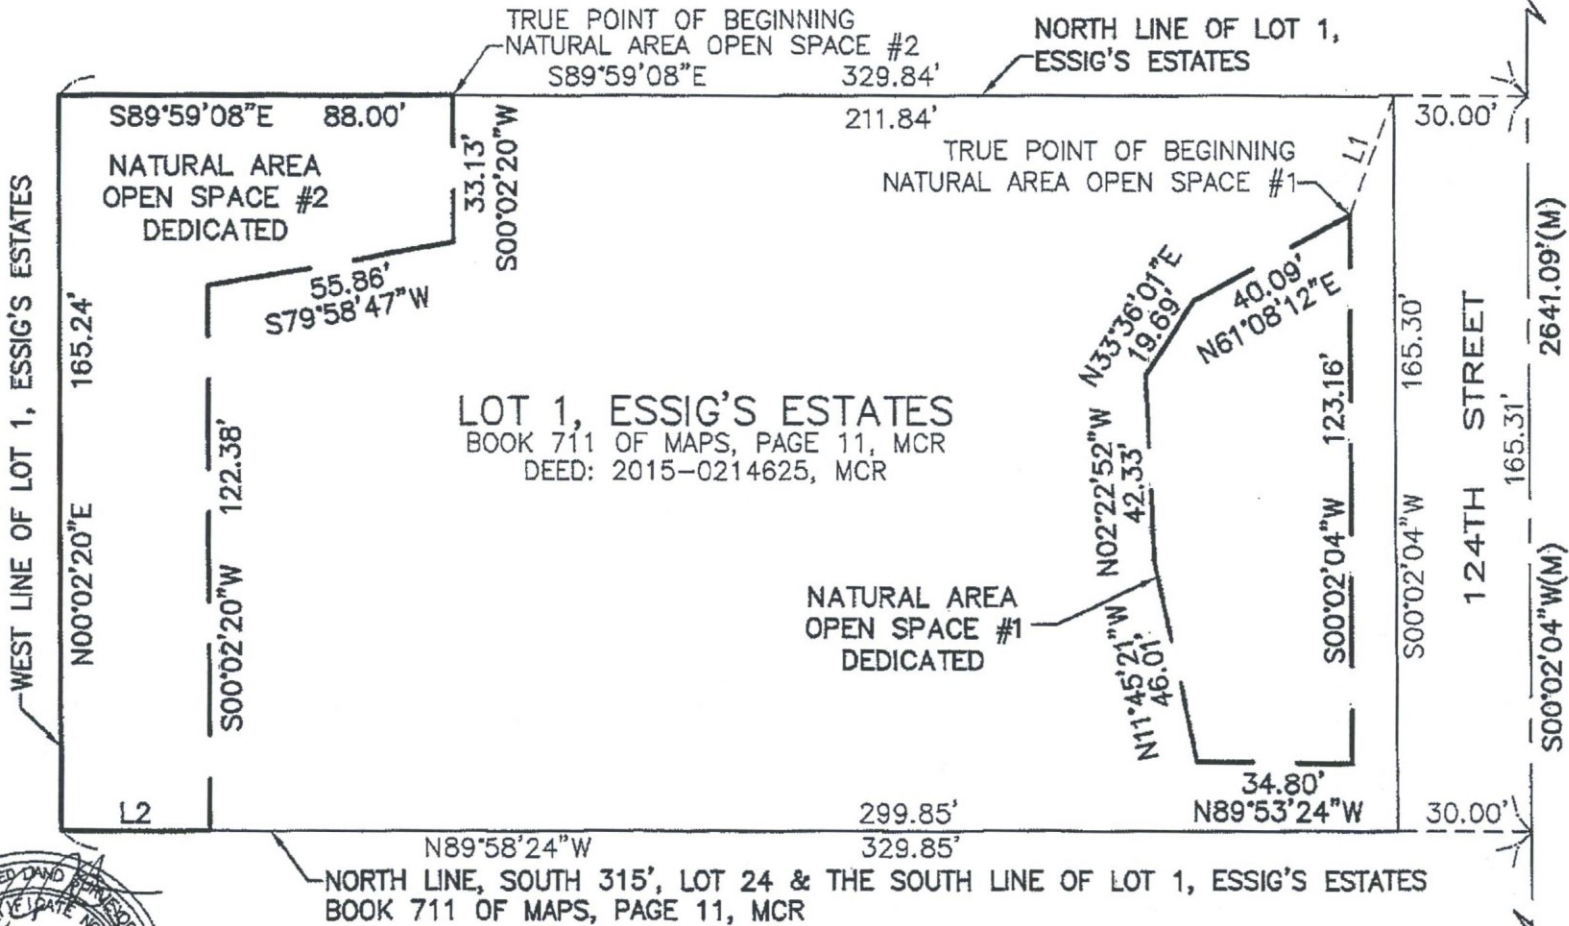 TRUE POINT OF BEGINNING
NATURAL AREA OPEN SPACE #2
NORTH LINE OF LOT 1,
ESSIG'S ESTATES
S89°59'08"E 329.84'
S89°59'08"E 88.00'
211.84'
30.00'
NATURAL AREA
OPEN SPACE #2
DEDICATED
33.13'
S00°02'20"W
TRUE POINT OF BEGINNING
NATURAL AREA OPEN SPACE #1
L1
WEST LINE OF LOT 1, ESSIG'S ESTATES
165.24'
N00°02'20"E
55.86'
S79°58'47"W
122.38'
S00°02'20"W
LOT 1, ESSIG'S ESTATES
BOOK 711 OF MAPS, PAGE 11, MCR
DEED: 2015-0214625, MCR
N33°36'01"E
19.69'
40.09'
N61°08'12"E
N02°22'52"W
42.33'
123.16'
S00°02'04"W
165.30'
S00°02'04"W
124TH STREET
165.31'
2641.09'(M)
S00°02'04"W(M)
NATURAL AREA
OPEN SPACE #1
DEDICATED
N11°45'21"W
46.01'
34.80'
N89°53'24"W
L2
299.85'
30.00'
N89°58'24"W 329.85'
NORTH LINE, SOUTH 315', LOT 24 & THE SOUTH LINE OF LOT 1, ESSIG'S ESTATES
BOOK 711 OF MAPS, PAGE 11, MCR
LAND SURVEYOR